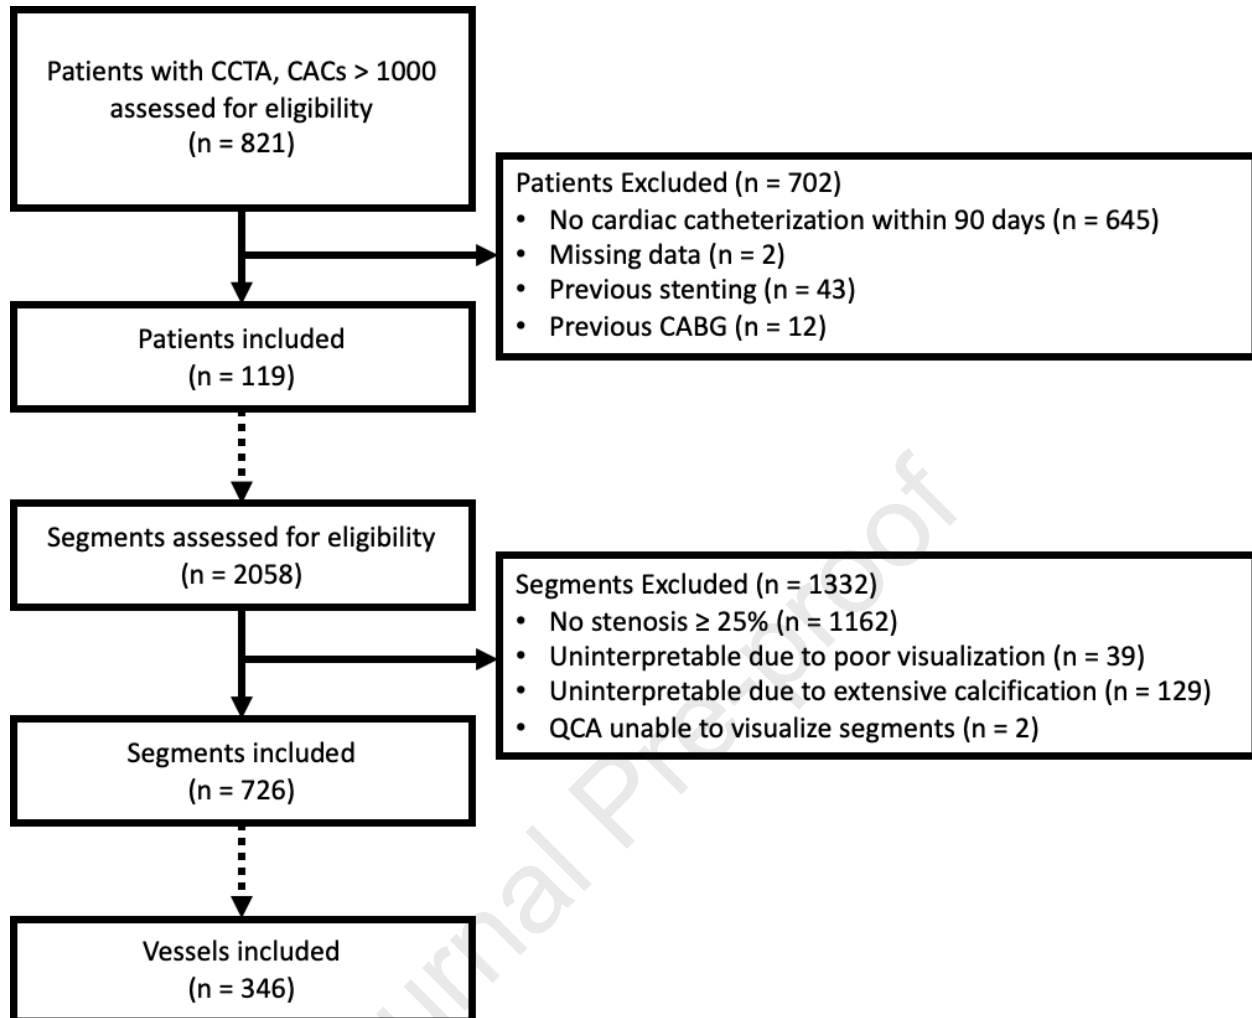 Patients with CCTA, CACs > 1000
assessed for eligibility
(n = 821)
Patients Excluded (n = 702)
• No cardiac catheterization within 90 days (n = 645)
• Missing data (n = 2)
• Previous stenting (n = 43)
• Previous CABG (n = 12)
Patients included
(n = 119)
Segments assessed for eligibility
(n = 2058)
Segments Excluded (n = 1332)
• No stenosis ≥ 25% (n = 1162)
• Uninterpretable due to poor visualization (n = 39)
• Uninterpretable due to extensive calcification (n = 129)
• QCA unable to visualize segments (n = 2)
Segments included
(n = 726)
Vessels included
(n = 346)
urnal Pre-proof